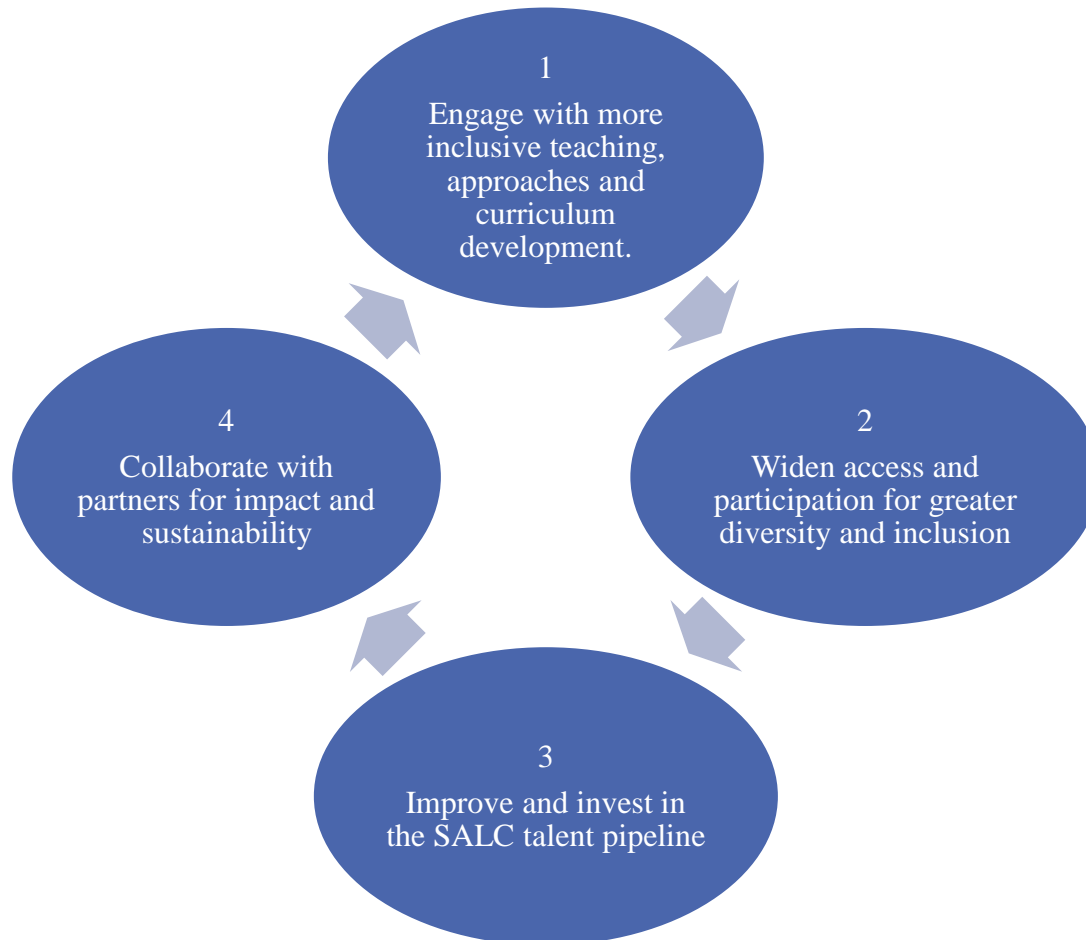 1
Engage with more
inclusive teaching,
approaches and
curriculum
development.
2
Widen access and
participation for greater
diversity and inclusion
3
Improve and invest in
the SALC talent pipeline
4
Collaborate with
partners for impact and
sustainability